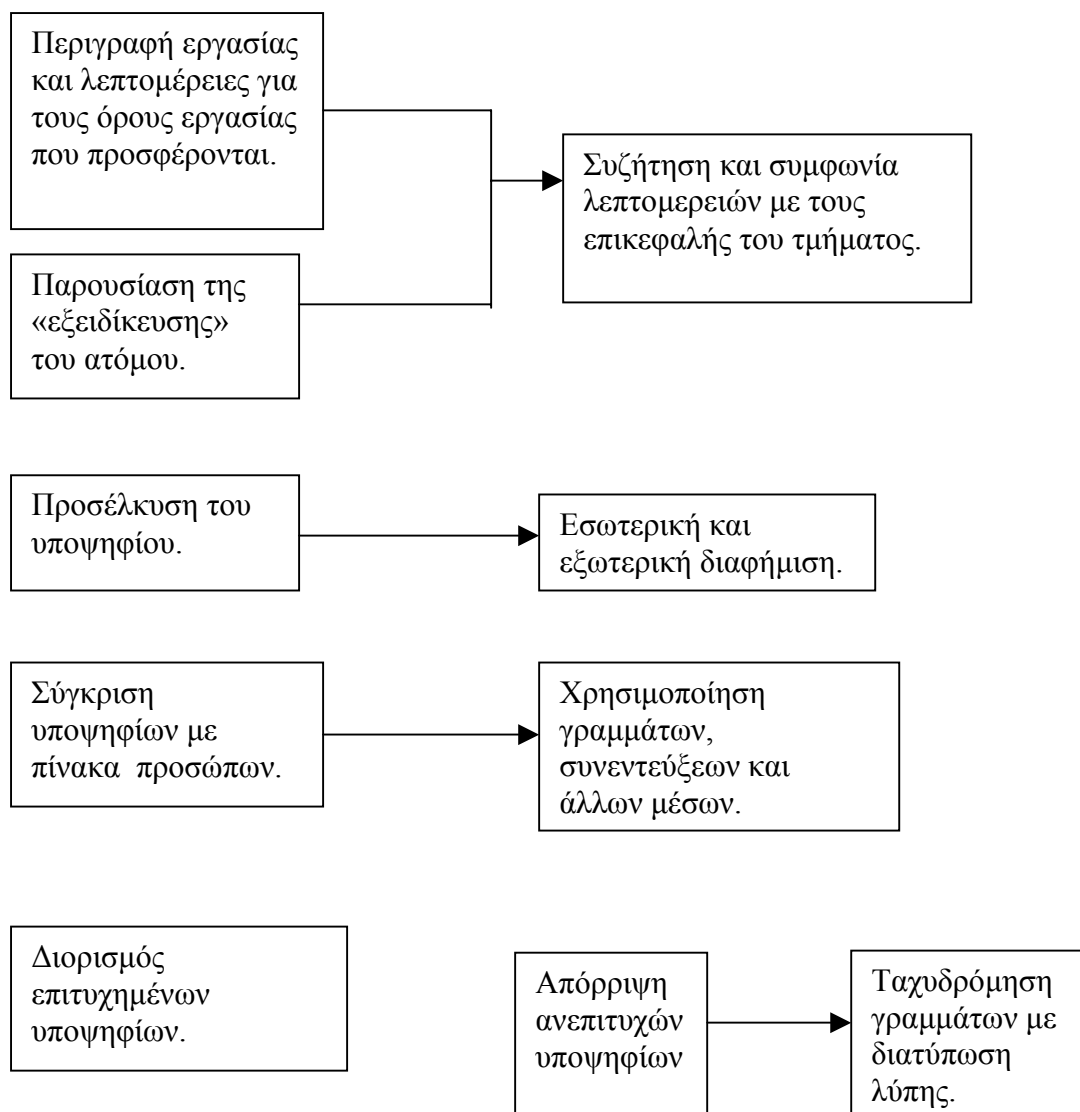 Περιγραφή εργασίας
και λεπτομέρειες για
τους όρους εργασίας
που προσφέρονται.
Συζήτηση και συμφωνία
λεπτομερειών με τους
επικεφαλής του τμήματος.
Παρουσίαση της
«εξειδίκευσης»
του ατόμου.
Προσέλκυση του
υποψηφίου.
Εσωτερική και
εξωτερική διαφήμιση.
Σύγκριση
υποψηφίων με
πίνακα προσώπων.
Χρησιμοποίηση
γραμμάτων,
συνεντεύξεων και
άλλων μέσων.
Διορισμός
επιτυχημένων
υποψηφίων.
Απόρριψη
ανεπιτυχών
υποψηφίων
Ταχυδρόμηση
γραμμάτων με
διατύπωση
λύπης.